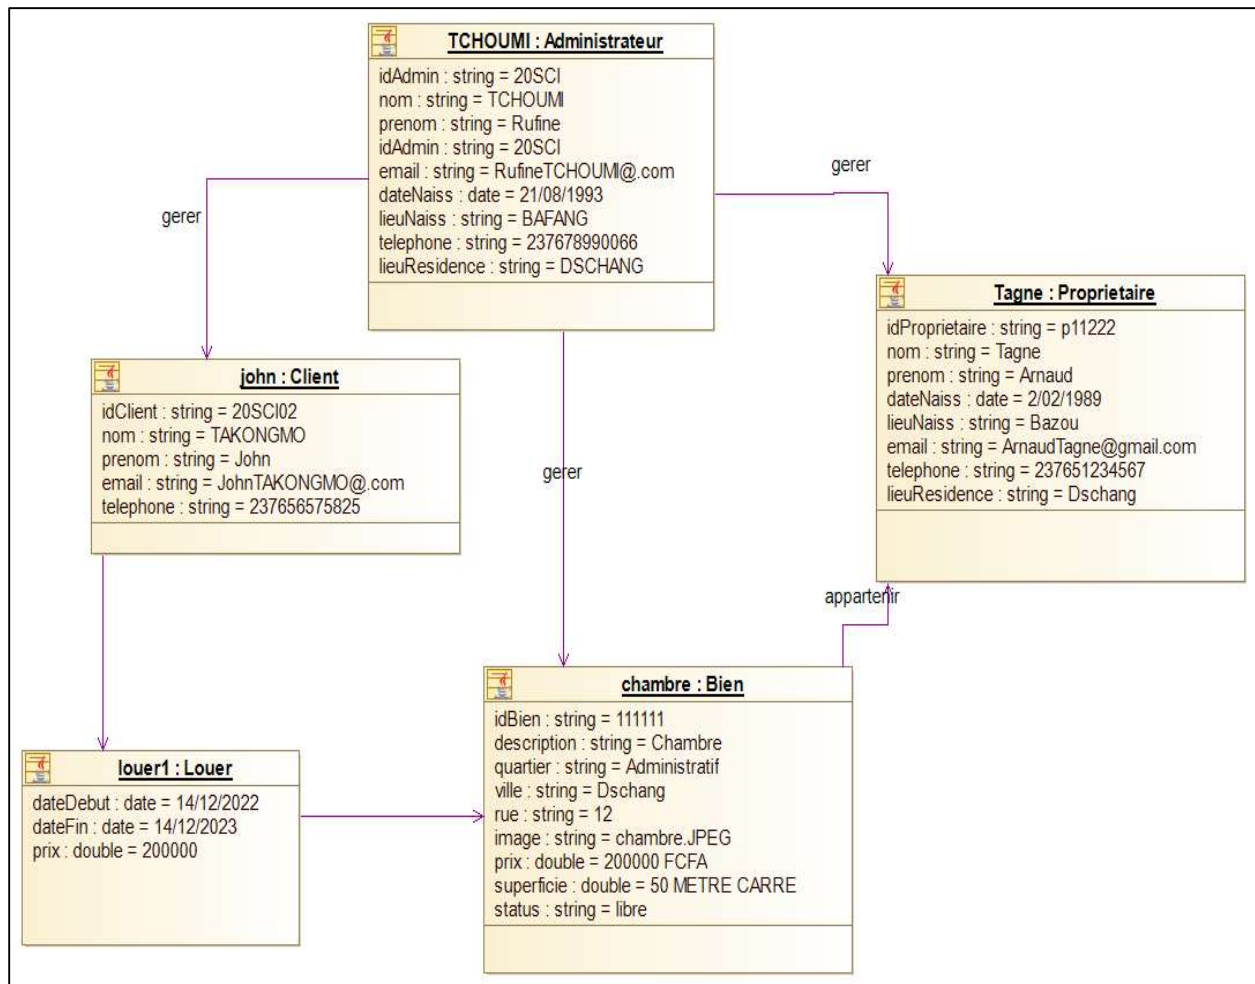 TCHOUMI : Administrateur
idAdmin : string = 20SCI
nom : string = TCHOUMI
prenom : string = Rufine
idAdmin : string = 20SCI
email : string = RufineTCHOUMI@.com
dateNaiss : date = 21/08/1993
lieuNaiss : string = BAFANG
telephone : string = 237678990066
lieuResidence : string = DSCHANG
gerer
gerer
gerer
john : Client
idClient : string = 20SCI02
nom : string = TAKONGMO
prenom : string = John
email : string = JohnTAKONGMO@.com
telephone : string = 237656575825
Tagne : Proprietaire
idProprietaire : string = p11222
nom : string = Tagne
prenom : string = Arnaud
dateNaiss : date = 2/02/1989
lieuNaiss : string = Bazou
email : string = ArnaudTagne@gmail.com
telephone : string = 237651234567
lieuResidence : string = Dschang
appartenir
louer1 : Louer
dateDebut : date = 14/12/2022
dateFin : date = 14/12/2023
prix : double = 200000
chambre : Bien
idBien : string = 111111
description : string = Chambre
quartier : string = Administratif
ville : string = Dschang
rue : string = 12
image : string = chambre.JPEG
prix : double = 200000 FCFA
superficie : double = 50 METRE CARRE
status : string = libre